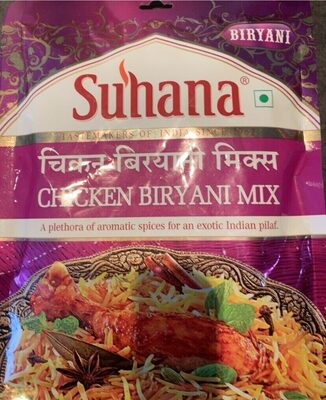 BIRYANI
Suhana®
TASTEMAKERS OF INDIA SINCE 1962
चिकन बिरयानी मिक्स
CHICKEN BIRYANI MIX
A plethora of aromatic spices for an exotic Indian pilaf.